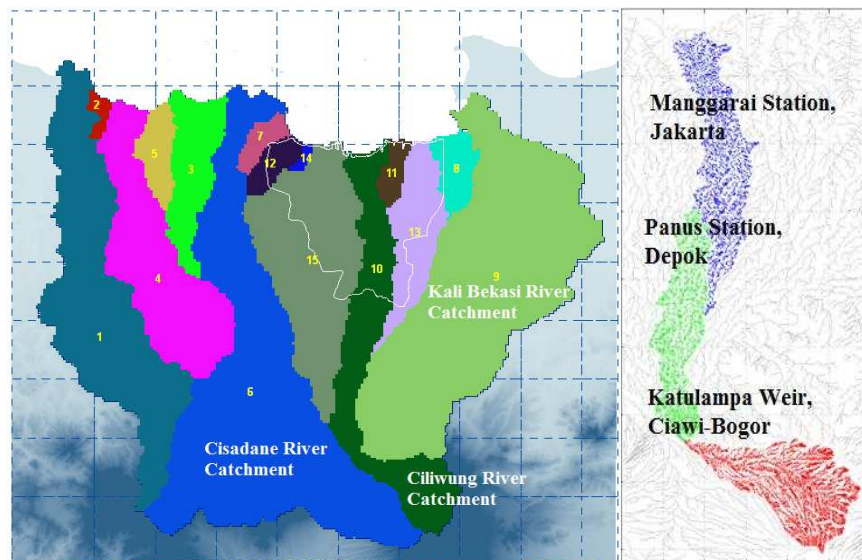 2
7
5
12
14
3
11
8
13
4
15
10
9
Kali Bekasi River
Catchment
1
6
Cisadane River
Catchment
Ciliwung River
Catchment
Manggarai Station,
Jakarta
Panus Station,
Depok
Katulampa Weir,
Ciawi-Bogor